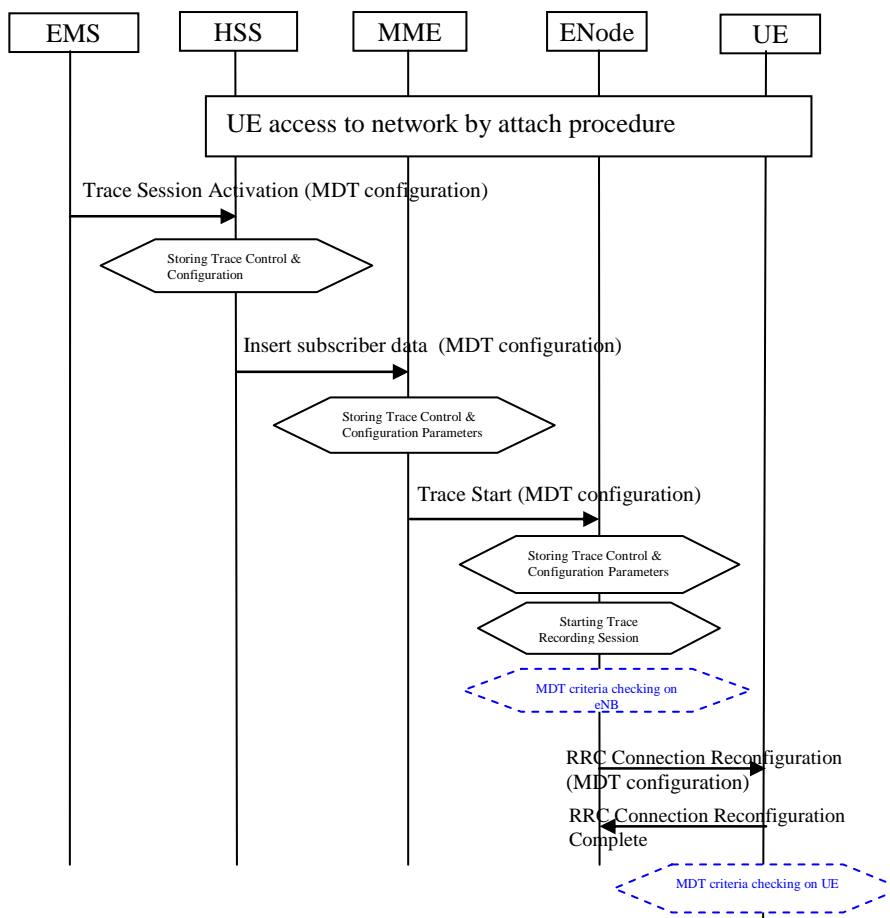 EMS HSS MME ENode UE
UE access to network by attach procedure
Trace Session Activation (MDT configuration)
Storing Trace Control &
Configuration
Insert subscriber data (MDT configuration)
Storing Trace Control &
Configuration Parameters
Trace Start (MDT configuration)
Storing Trace Control &
Configuration Parameters
Starting Trace
Recording Session
MDT criteria checking on
eNB
RRC Connection Reconfiguration
(MDT configuration)
RRC Connection Reconfiguration
Complete
MDT criteria checking on UE